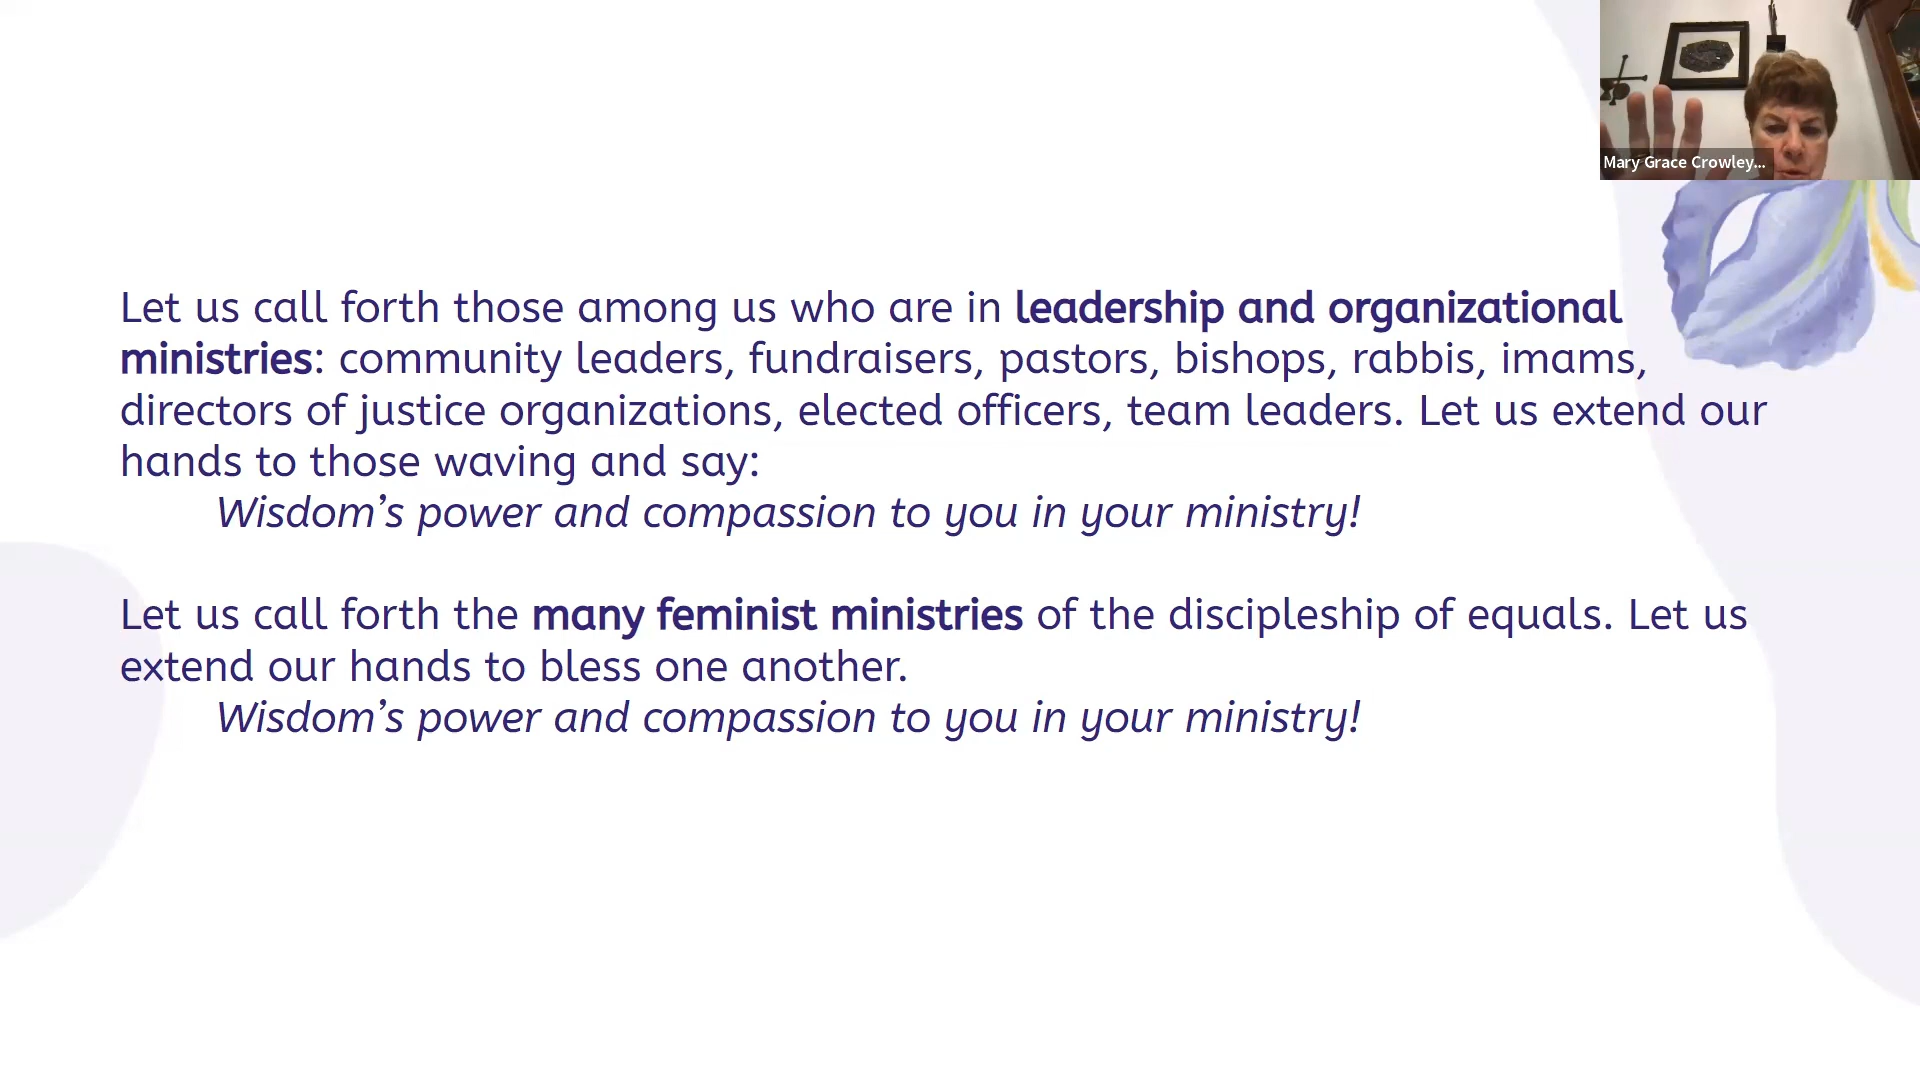 Mary Grace Crowley...
Let us call forth those among us who are in leadership and organizational
ministries: community leaders, fundraisers, pastors, bishops, rabbis, imams,
directors of justice organizations, elected officers, team leaders. Let us extend our
hands to those waving and say:
Wisdom’s power and compassion to you in your ministry!
Let us call forth the many feminist ministries of the discipleship of equals. Let us
extend our hands to bless one another.
Wisdom’s power and compassion to you in your ministry!